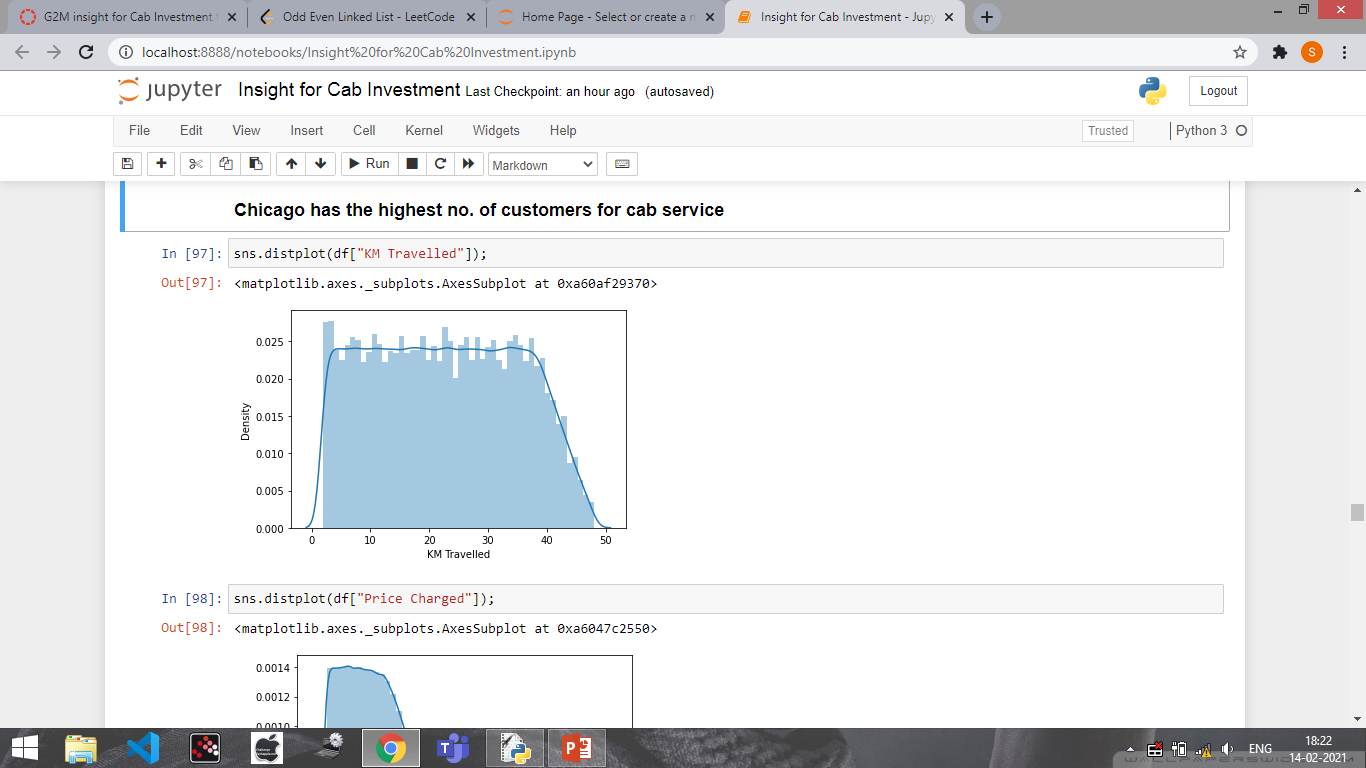 G2M insight for Cab Investment
Odd Even Linked List - LeetCode
Home Page - Select or create a n
Insight for Cab Investment - Jupy
localhost:8888/notebooks/Insight%20for%20Cab%20Investment.ipynb
S
jupyter Insight for Cab Investment Last Checkpoint: an hour ago (autosaved)
Logout
File Edit View Insert Cell Kernel Widgets Help
Trusted
Python 3
Run
Markdown
Chicago has the highest no. of customers for cab service
In [97]: sns.distplot(df["KM Travelled"]);
Out[97]: <matplotlib.axes._subplots.AxesSubplot at 0xa60af29370>
0.025
0.020
0.015
0.010
0.005
0.000
Density
0 10 20 30 40 50
KM Travelled
In [98]: sns.distplot(df["Price Charged"]);
Out[98]: <matplotlib.axes._subplots.AxesSubplot at 0xa6047c2550>
0.0014
0.0012
0.0010
ENG
18:22
14-02-2021